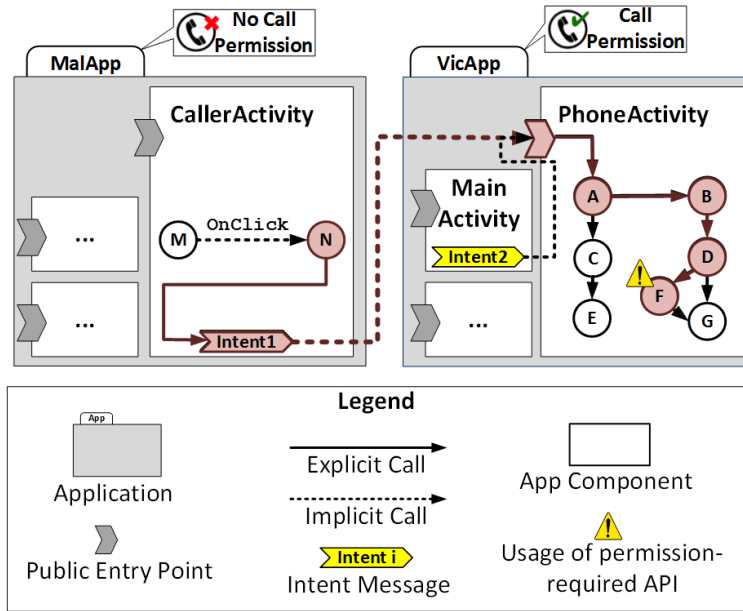 No Call
Permission
Call
Permission
MalApp
VicApp
CallerActivity
PhoneActivity
Main
Activity
...
...
...
M
OnClick
N
Intent1
Intent2
A
B
C
D
E
F
G
Legend
App
Application
Explicit Call
App Component
Implicit Call
Public Entry Point
Intent i
Intent Message
Usage of permission-
required API